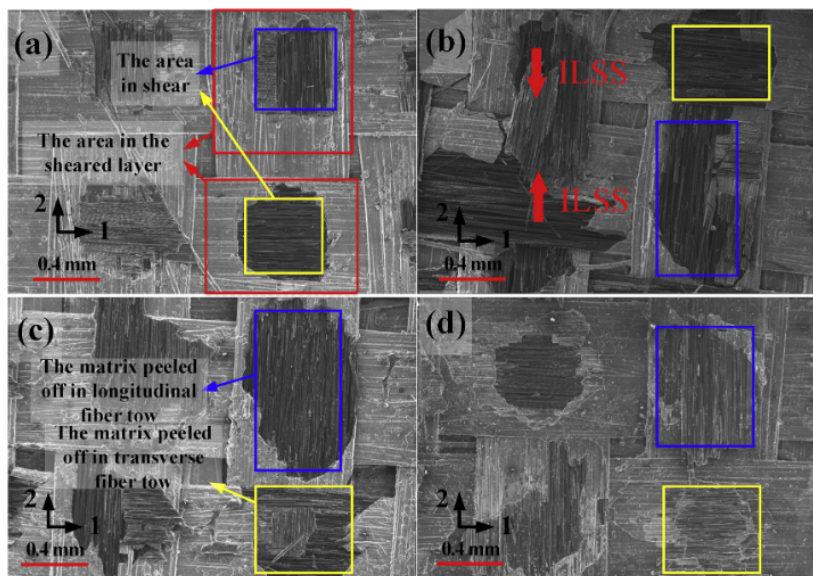 (a)
The area
in shear
The area in the
sheared layer
2
1
0.4 mm
(b)
ILSS
ILSS
2
1
0.4 mm
(c)
The matrix peeled
off in longitudinal
fiber tow
The matrix peeled
off in transverse
fiber tow
2
1
0.4 mm
(d)
2
1
0.4 mm